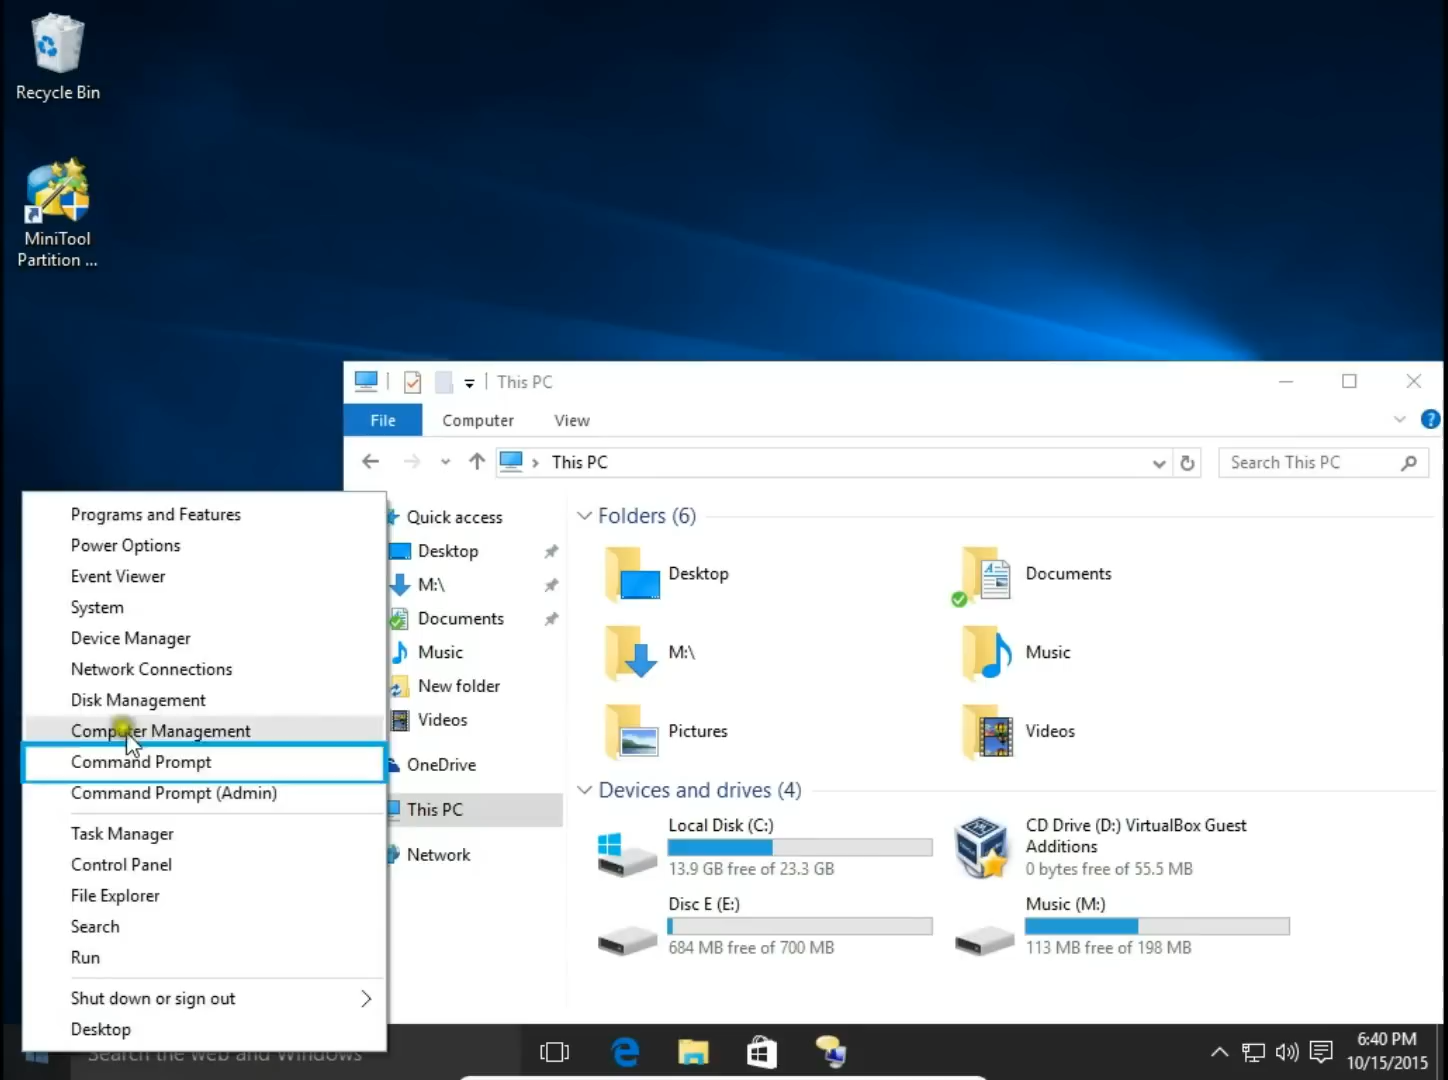 Recycle Bin
MiniTool
Partition ...
This PC
File
Computer
View
?
This PC
Search This PC
Programs and Features
Power Options
Event Viewer
System
Device Manager
Network Connections
Disk Management
Computer Management
Command Prompt
Command Prompt (Admin)
Task Manager
Control Panel
File Explorer
Search
Run
Shut down or sign out
Desktop
Quick access
Desktop
M:\
Documents
Music
New folder
Videos
OneDrive
This PC
Network
Folders (6)
Desktop
Documents
M:\
Music
Pictures
Videos
Devices and drives (4)
Local Disk (C:)
13.9 GB free of 23.3 GB
CD Drive (D:) VirtualBox Guest
Additions
0 bytes free of 55.5 MB
Disc E (E:)
684 MB free of 700 MB
Music (M:)
113 MB free of 198 MB
Search the web and Windows
6:40 PM
10/15/2015